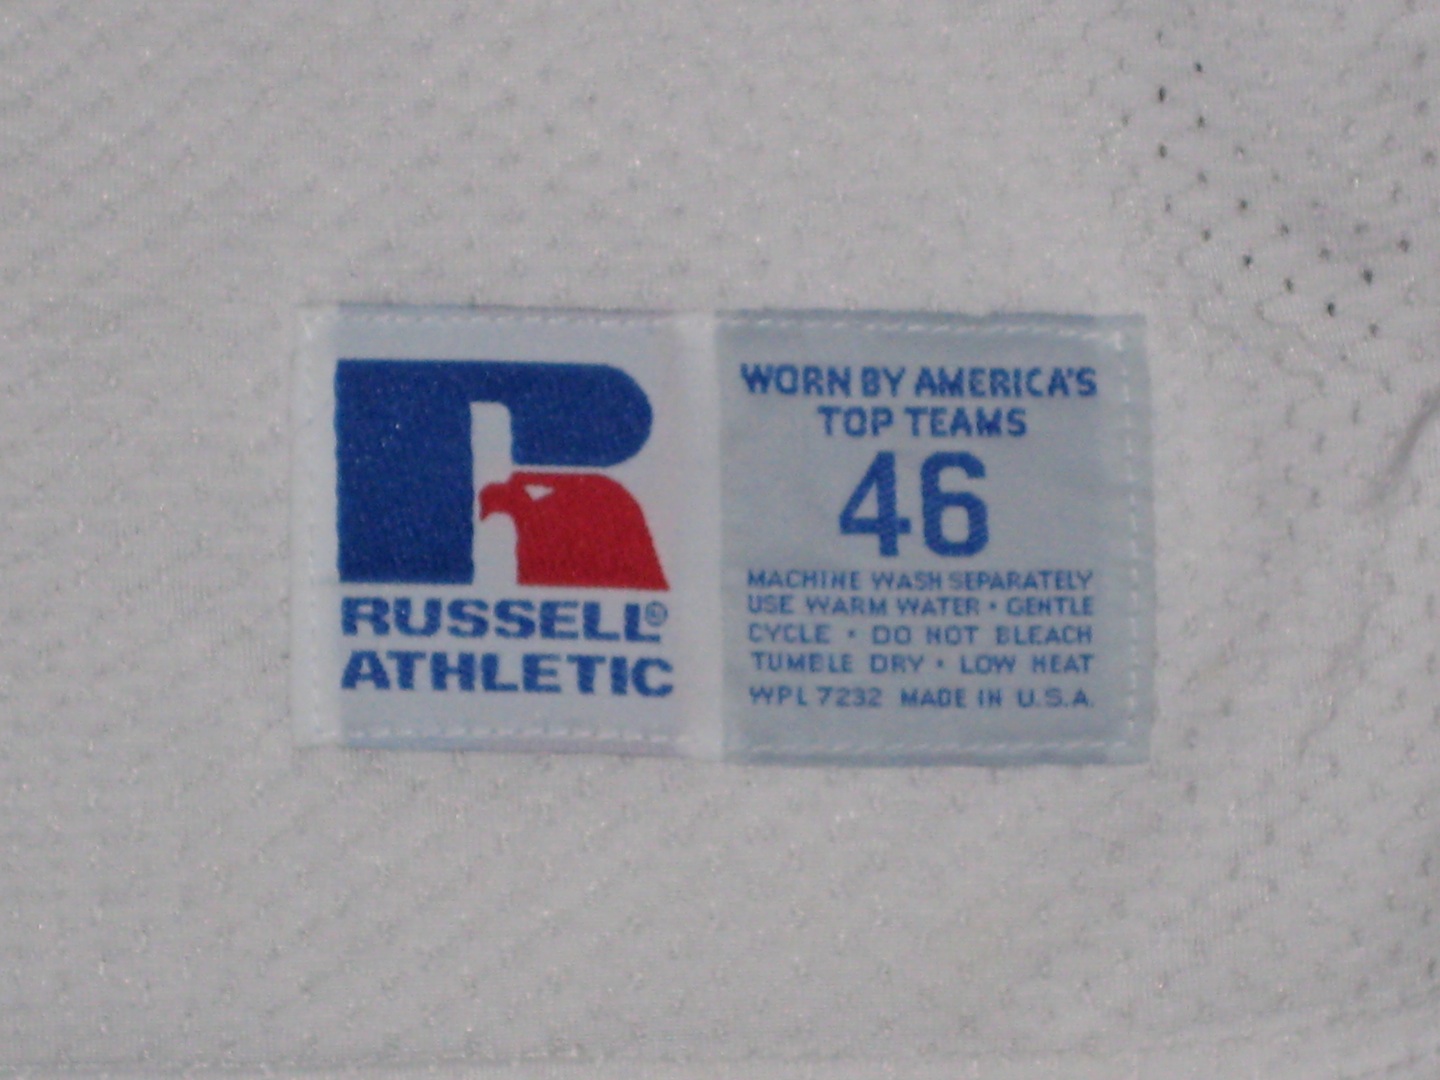 RUSSELL®
ATHLETIC
WORN BY AMERICA'S
TOP TEAMS
46
MACHINE WASH SEPARATELY
USE WARM WATER • GENTLE
CYCLE • DO NOT BLEACH
TUMBLE DRY • LOW HEAT
WPL 7232 MADE IN U.S.A.